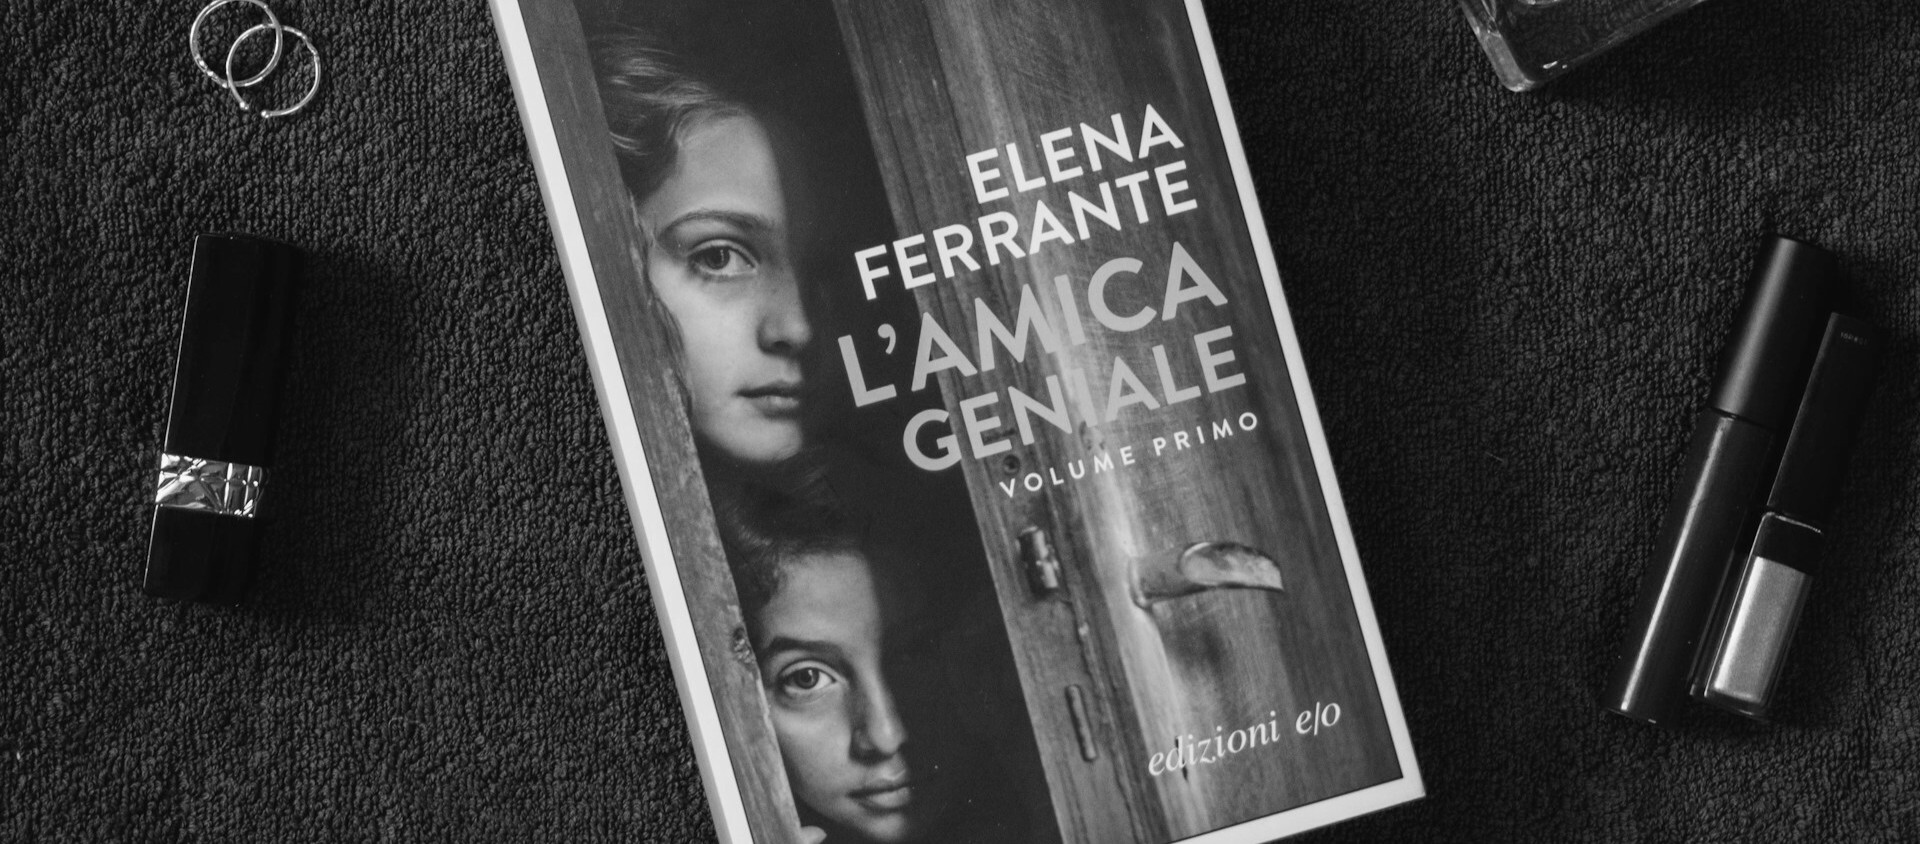 ELENA
FERRANTE
L'AMICA
GENIALE
VOLUME PRIMO
edizioni e/o